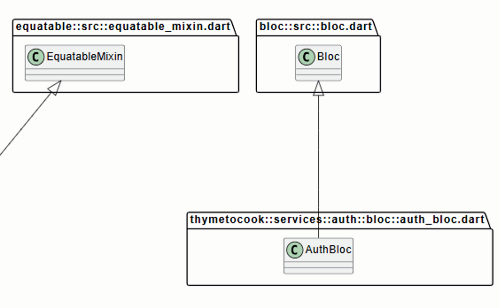 equatable::src::equatable_mixin.dart
C EquatableMixin
bloc::src::bloc.dart
C Bloc
thymetocook::services::auth::bloc::auth_bloc.dart
C AuthBloc